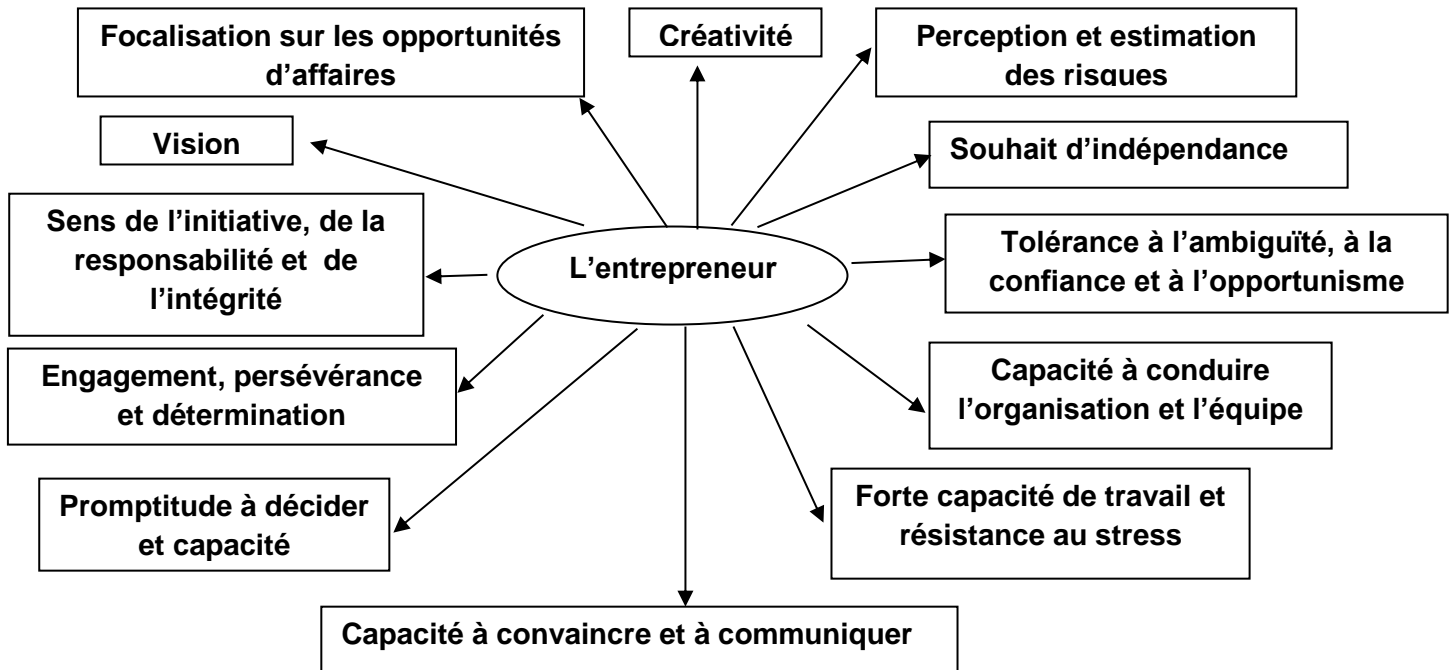 Focalisation sur les opportunités
d’affaires
Créativité
Perception et estimation
des risques
Vision
Souhait d’indépendance
Sens de l’initiative, de la
responsabilité et de
l’intégrité
L’entrepreneur
Tolérance à l’ambiguïté, à la
confiance et à l’opportunisme
Engagement, persévérance
et détermination
Capacité à conduire
l’organisation et l’équipe
Promptitude à décider
et capacité
Forte capacité de travail et
résistance au stress
Capacité à convaincre et à communiquer